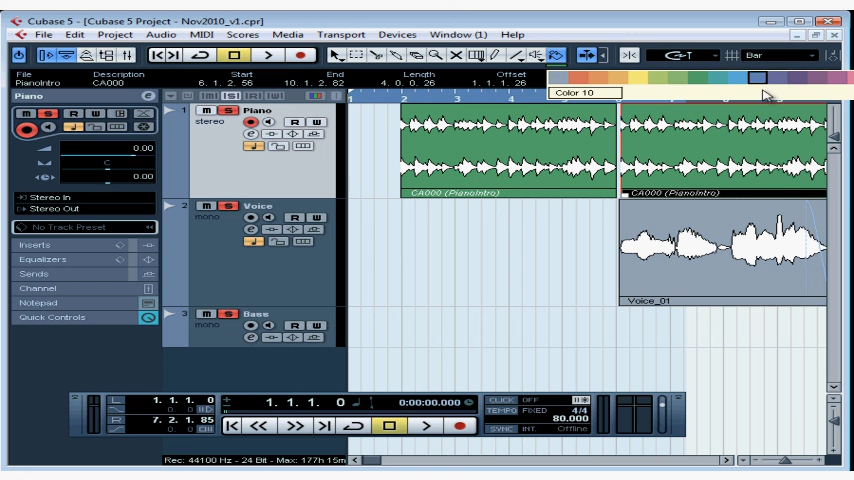 Cubase 5 - [Cubase 5 Project - Nov2010_v1.cpr]
File Edit Project Audio MIDI Scores Media Transport Devices Window (1) Help
Bar
File Description Start End Length Offset
PianoIntro CA000 6. 1. 2. 56 10. 1. 2. 82 4. 0. 0. 26 1. 1. 1. 26
Color 10
Piano
0.00
C
0.00
Stereo In
Stereo Out
No Track Preset
Inserts
Equalizers
Sends
Channel
Notepad
Quick Controls
1 Piano
stereo
2 Voice
mono
3 Bass
mono
CA000 (PianoIntro)
CA000 (PianoIntro)
Voice_01
L 1. 1. 1. 0
R 7. 2. 1. 85
1. 1. 1. 0
0:00:00.000
CLICK OFF
TEMPO FIXED 4/4
80.000
SYNC INT. Offline
Rec: 44100 Hz - 24 Bit - Max: 177h 15m